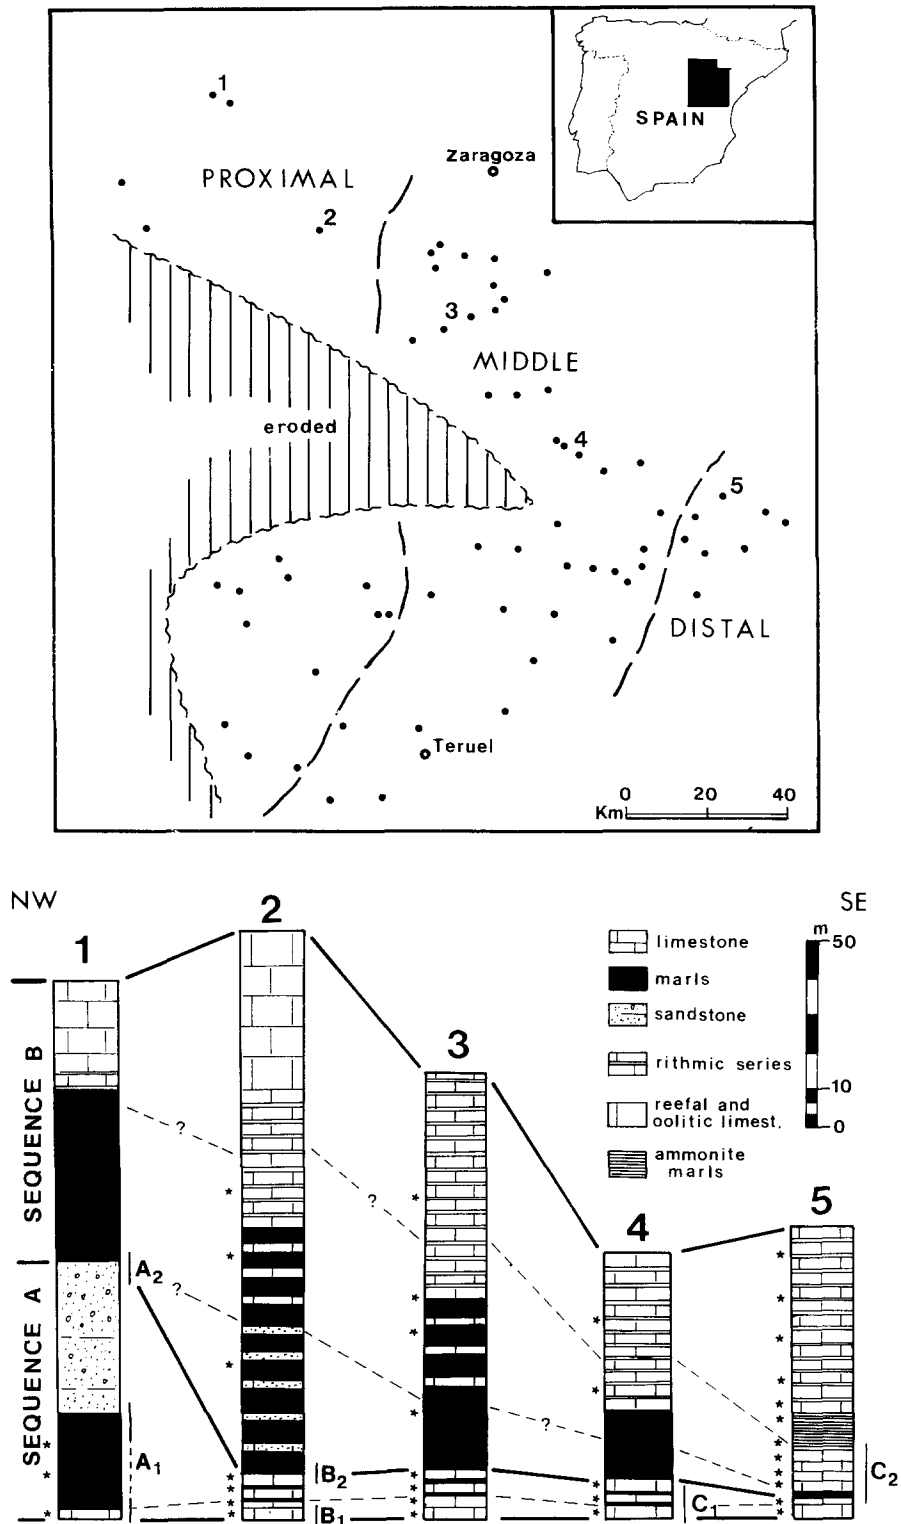 1
SPAIN
Zaragoza
PROXIMAL
2
3
MIDDLE
eroded
4
5
DISTAL
Teruel
0 20 40
Km
NW
SE
1
2
3
4
5
limestone
marls
sandstone
rithmic series
reefal and
oolitic limest.
ammonite
marls
m
50
10
0
SEQUENCE B
SEQUENCE A
?
?
?
?
A2
A1
B2
B1
C1
C2
* * * * * * * * * * * * * * * * * * * * * * * * * * * * * * * * * * *